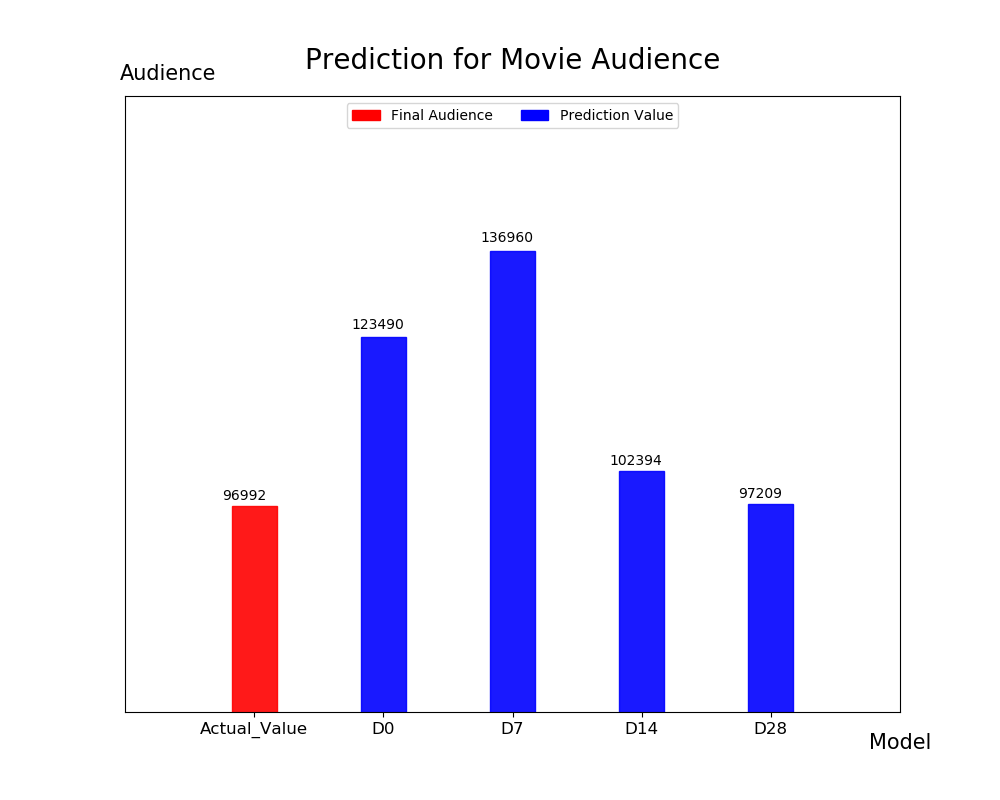 Prediction for Movie Audience
Audience
Final Audience Prediction Value
136960
123490
102394
96992 97209
Actual_Value D0 D7 D14 D28
Model